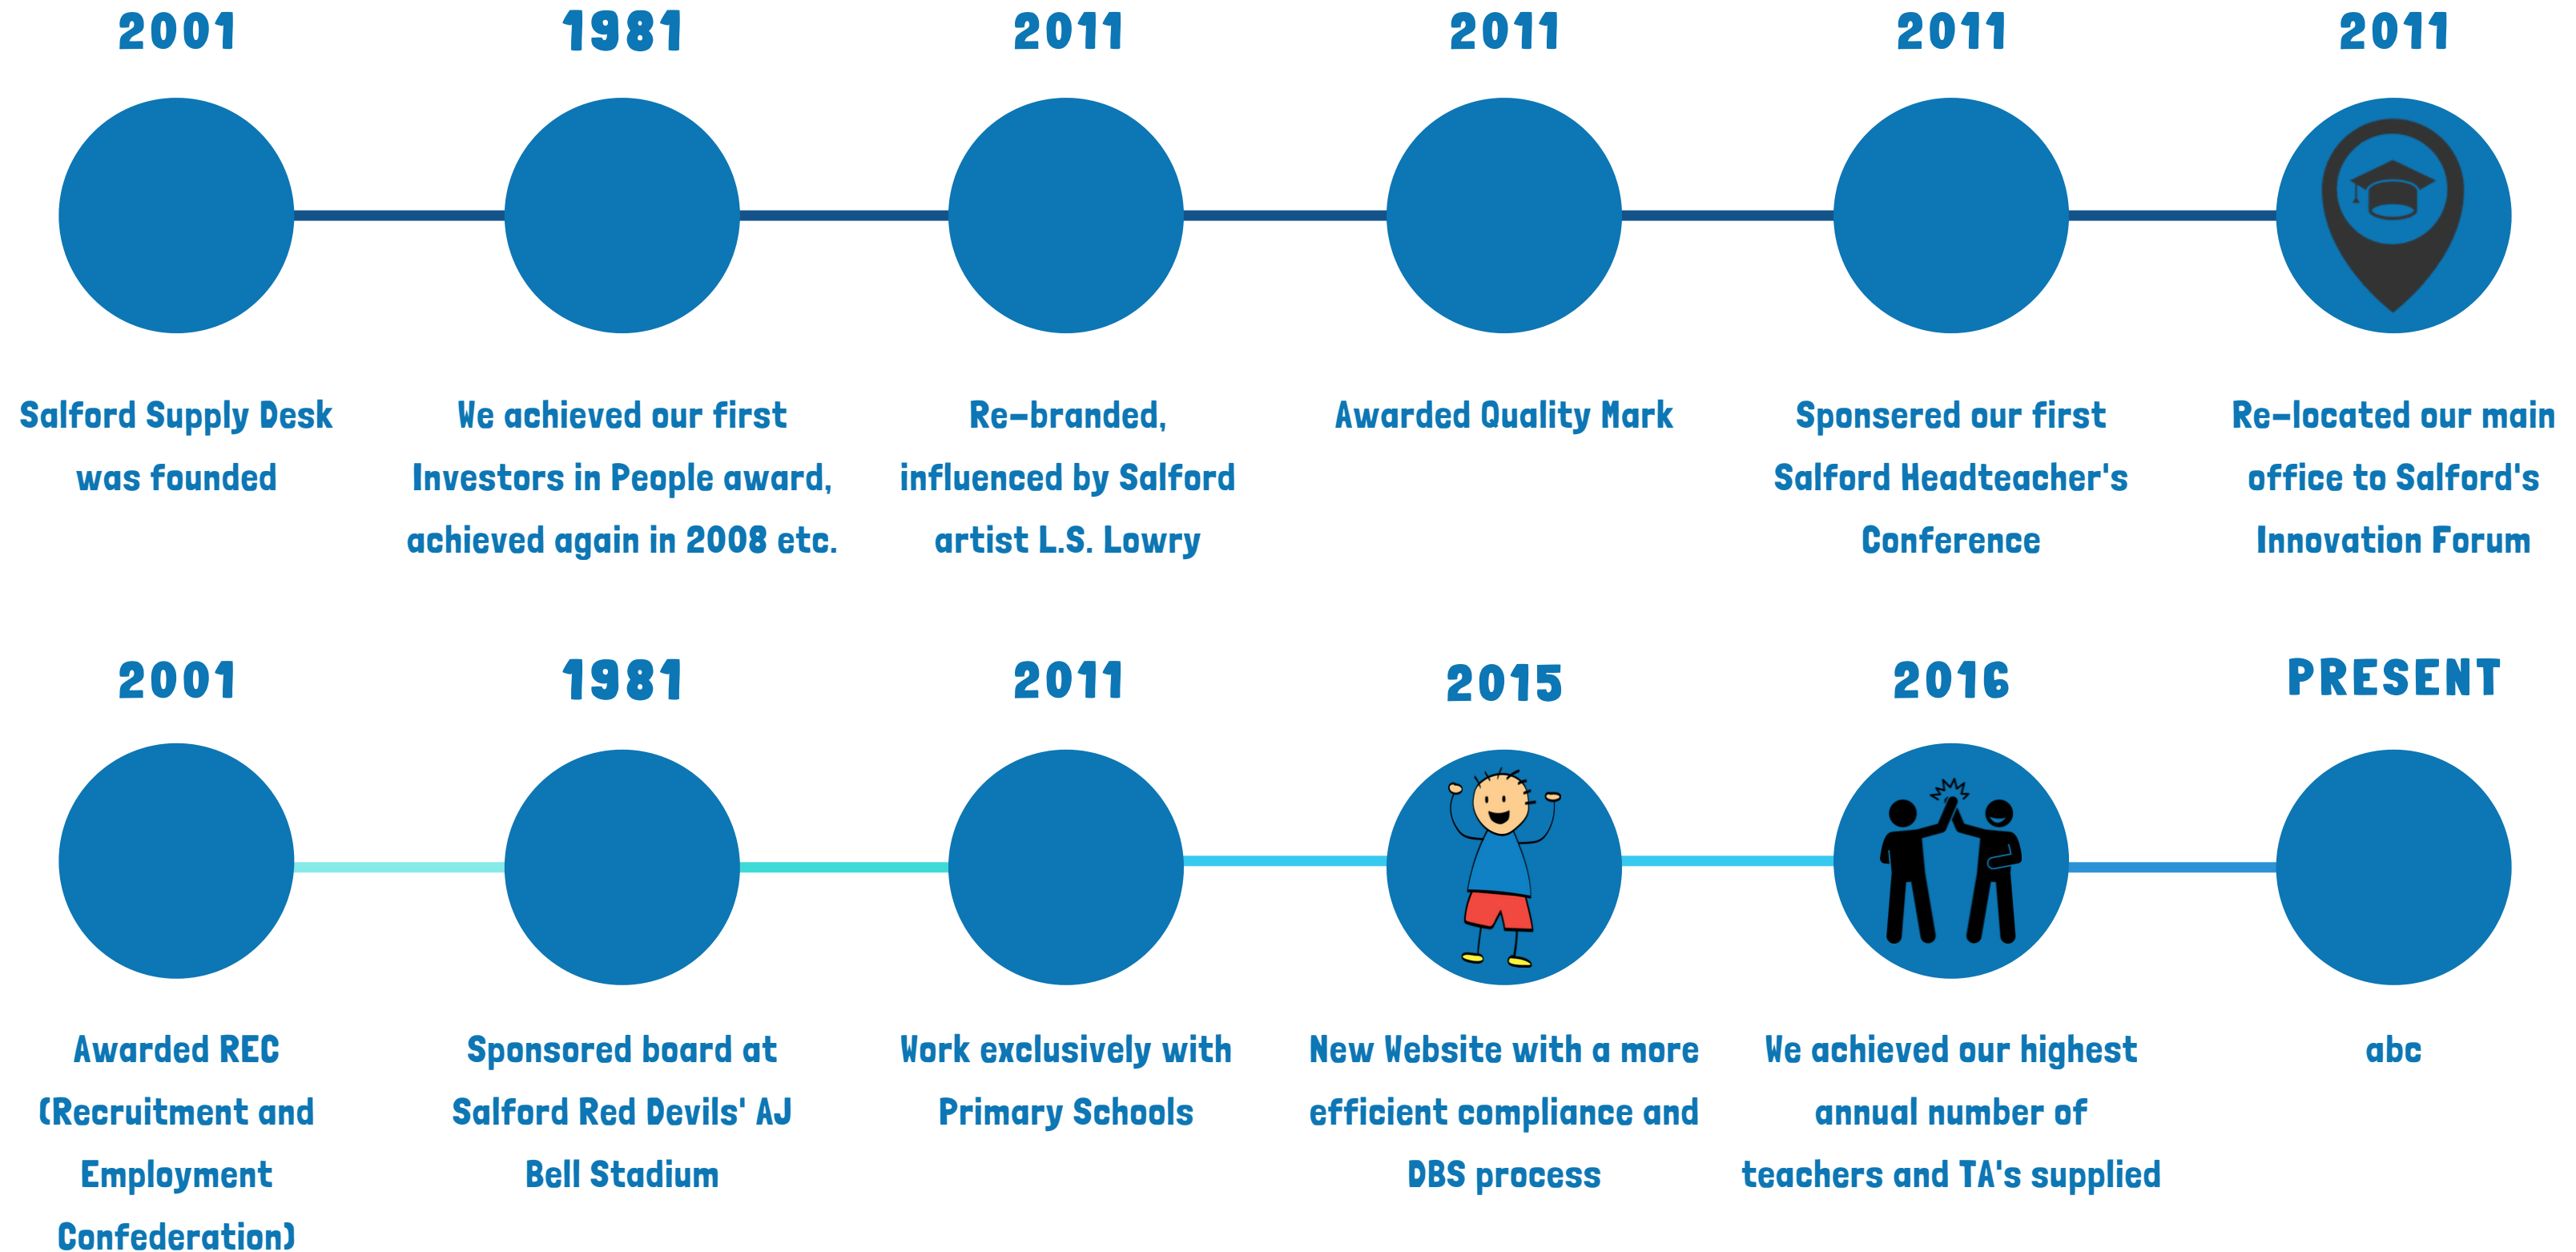 2001
Salford Supply Desk
was founded
1981
We achieved our first
Investors in People award,
achieved again in 2008 etc.
2011
Re-branded,
influenced by Salford
artist L.S. Lowry
2011
Awarded Quality Mark
2011
Sponsered our first
Salford Headteacher's
Conference
2011
Re-located our main
office to Salford's
Innovation Forum
2001
Awarded REC
(Recruitment and
Employment
Confederation)
1981
Sponsored board at
Salford Red Devils' AJ
Bell Stadium
2011
Work exclusively with
Primary Schools
2015
New Website with a more
efficient compliance and
DBS process
2016
We achieved our highest
annual number of
teachers and TA's supplied
PRESENT
abc